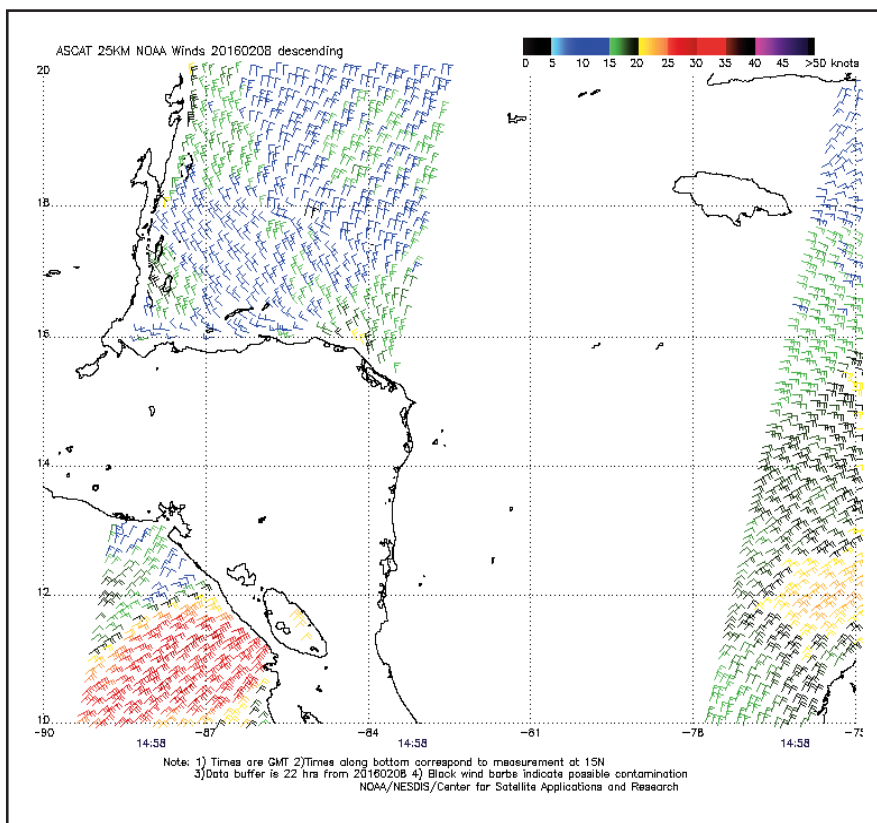 ASCAT 25KM NOAA Winds 20160208 descending
0 5 10 15 20 25 30 35 40 45 >50 knots
20
18
16
14
12
10
-90 -87 -84 -81 -78 -75
14:58 14:58 14:58
Note: 1) Times are GMT 2)Times along bottom correspond to measurement at 15N
3)Data buffer is 22 hrs from 20160208 4) Black wind barbs indicate possible contamination
NOAA/NESDIS/Center for Satellite Applications and Research